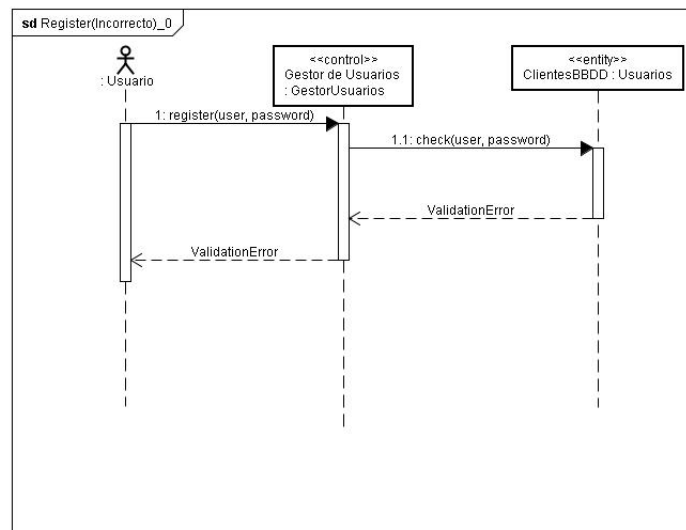 sd Register(Incorrecto)_0
: Usuario
<<control>>
Gestor de Usuarios
: GestorUsuarios
<<entity>>
ClientesBBDD : Usuarios
1: register(user, password)
1.1: check(user, password)
ValidationError
ValidationError